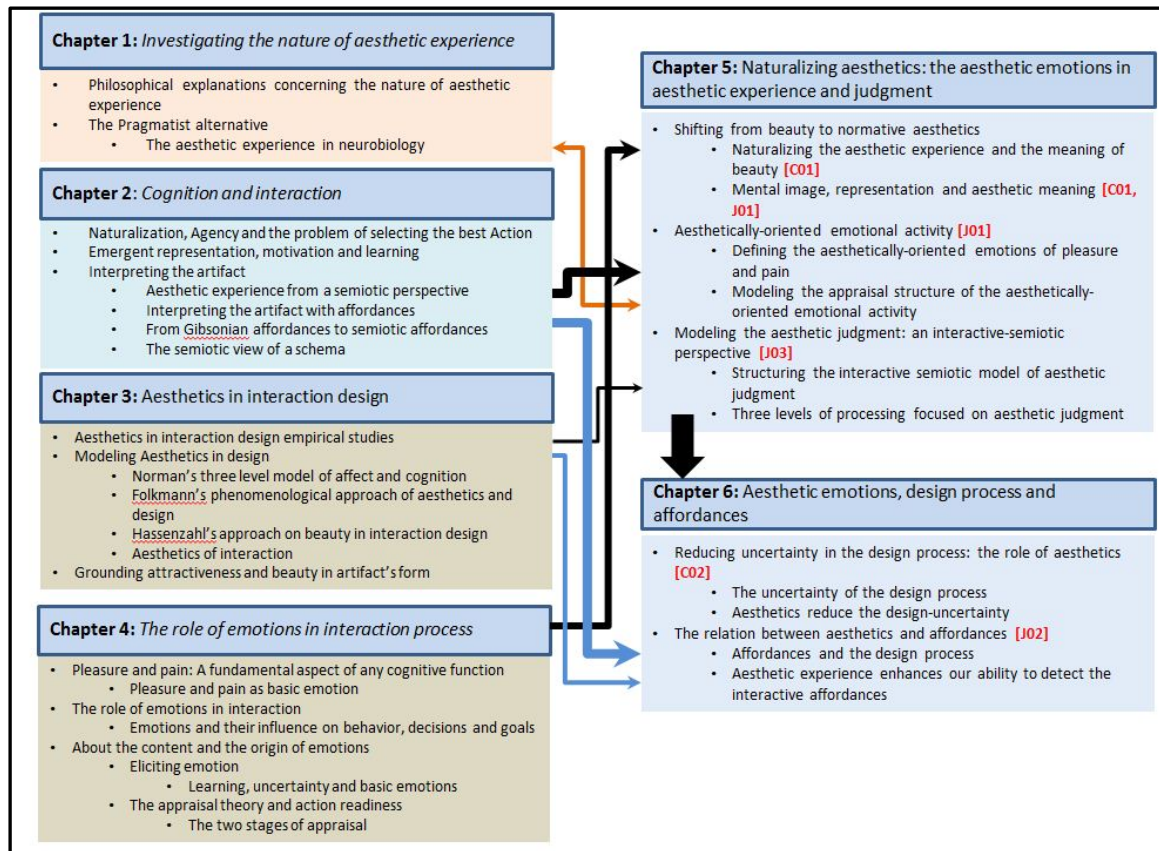 Chapter 1: Investigating the nature of aesthetic experience
• Philosophical explanations concerning the nature of aesthetic
experience
• The Pragmatist alternative
• The aesthetic experience in neurobiology
Chapter 2: Cognition and interaction
• Naturalization, Agency and the problem of selecting the best Action
• Emergent representation, motivation and learning
• Interpreting the artifact
• Aesthetic experience from a semiotic perspective
• Interpreting the artifact with affordances
• From Gibsonian affordances to semiotic affordances
• The semiotic view of a schema
Chapter 3: Aesthetics in interaction design
• Aesthetics in interaction design empirical studies
• Modeling Aesthetics in design
• Norman's three level model of affect and cognition
• Folkmann's phenomenological approach of aesthetics and
design
• Hassenzahl's approach on beauty in interaction design
• Aesthetics of interaction
• Grounding attractiveness and beauty in artifact's form
Chapter 4: The role of emotions in interaction process
• Pleasure and pain: A fundamental aspect of any cognitive function
• Pleasure and pain as basic emotion
• The role of emotions in interaction
• Emotions and their influence on behavior, decisions and goals
• About the content and the origin of emotions
• Eliciting emotion
• Learning, uncertainty and basic emotions
• The appraisal theory and action readiness
• The two stages of appraisal
Chapter 5: Naturalizing aesthetics: the aesthetic emotions in
aesthetic experience and judgment
• Shifting from beauty to normative aesthetics
• Naturalizing the aesthetic experience and the meaning of
beauty [C01]
• Mental image, representation and aesthetic meaning [C01,
J01]
• Aesthetically-oriented emotional activity [J01]
• Defining the aesthetically-oriented emotions of pleasure
and pain
• Modeling the appraisal structure of the aesthetically-
oriented emotional activity
• Modeling the aesthetic judgment: an interactive-semiotic
perspective [J03]
• Structuring the interactive semiotic model of aesthetic
judgment
• Three levels of processing focused on aesthetic judgment
Chapter 6: Aesthetic emotions, design process and
affordances
• Reducing uncertainty in the design process: the role of aesthetics
[C02]
• The uncertainty of the design process
• Aesthetics reduce the design-uncertainty
• The relation between aesthetics and affordances [J02]
• Affordances and the design process
• Aesthetic experience enhances our ability to detect the
interactive affordances